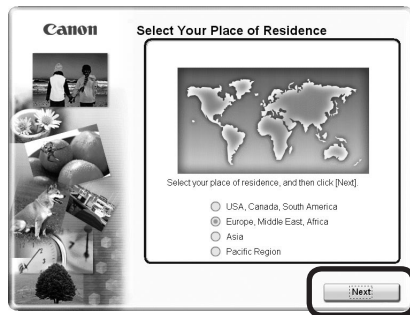 Canon
Select Your Place of Residence
Select your place of residence, and then click [Next].
USA, Canada, South America
Europe, Middle East, Africa
Asia
Pacific Region
Next